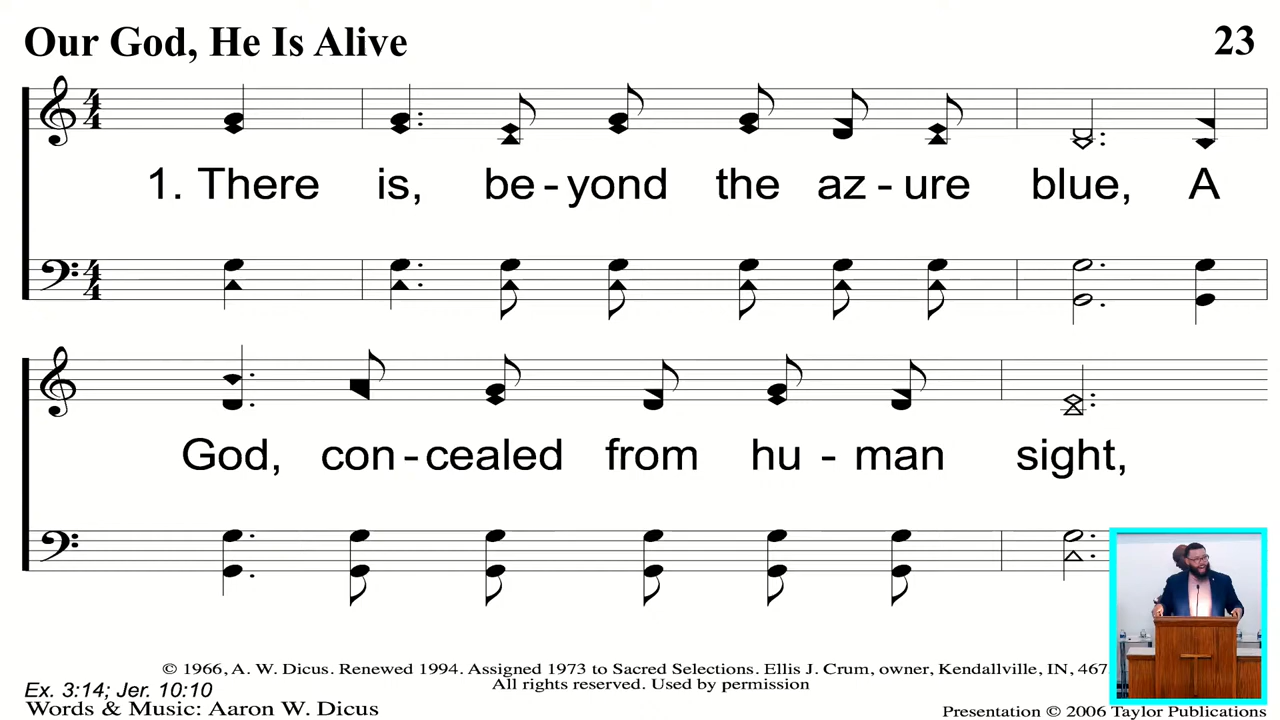 Our God, He Is Alive 23
1. There is, be-yond the az-ure blue, A
God, con-cealed from hu-man sight,
© 1966, A. W. Dicus. Renewed 1994. Assigned 1973 to Sacred Selections. Ellis J. Crum, owner, Kendallville, IN, 467
All rights reserved. Used by permission
Ex. 3:14; Jer. 10:10
Words & Music: Aaron W. Dicus
Presentation © 2006 Taylor Publications